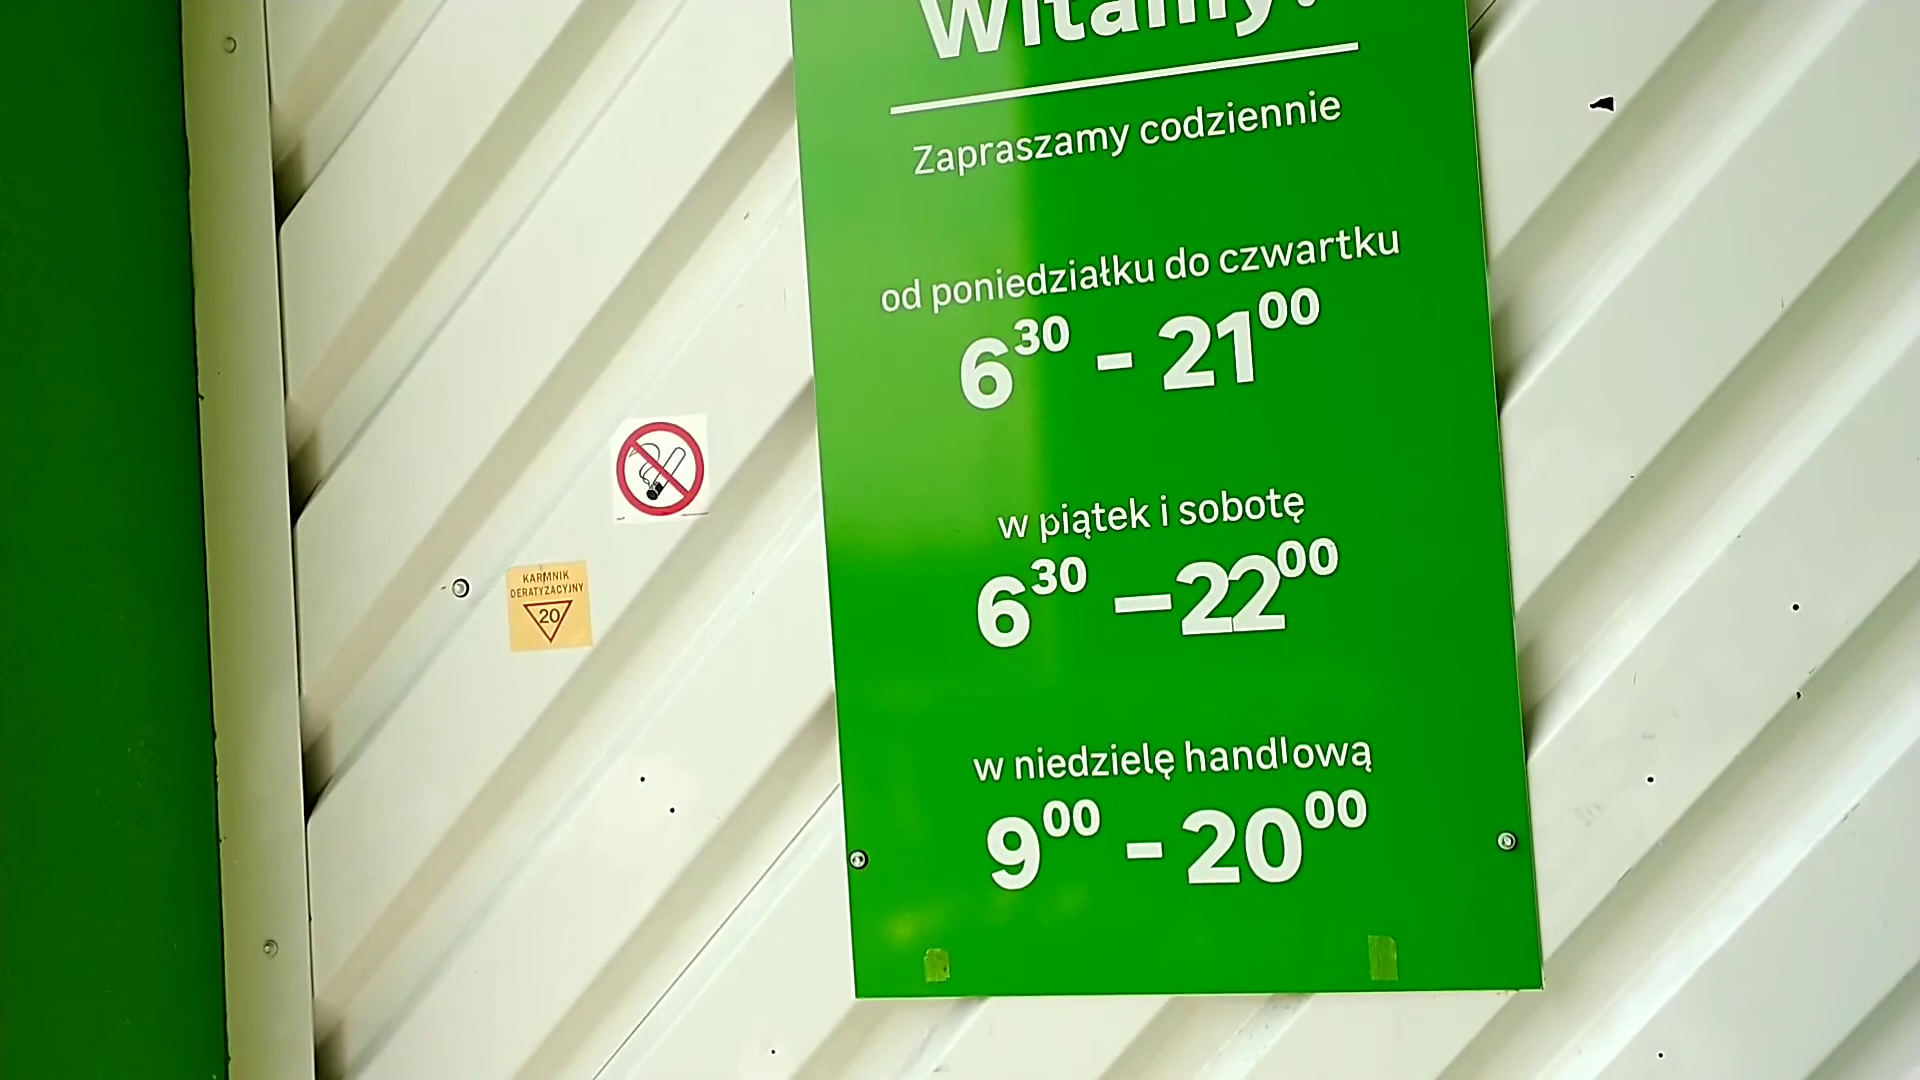 Witamy!
Zapraszamy codziennie
od poniedziałku do czwartku
6³⁰ - 21⁰⁰
w piątek i sobotę
6³⁰ - 22⁰⁰
w niedzielę handlową
9⁰⁰ - 20⁰⁰
KARMNIK
DERATYZACYJNY
20